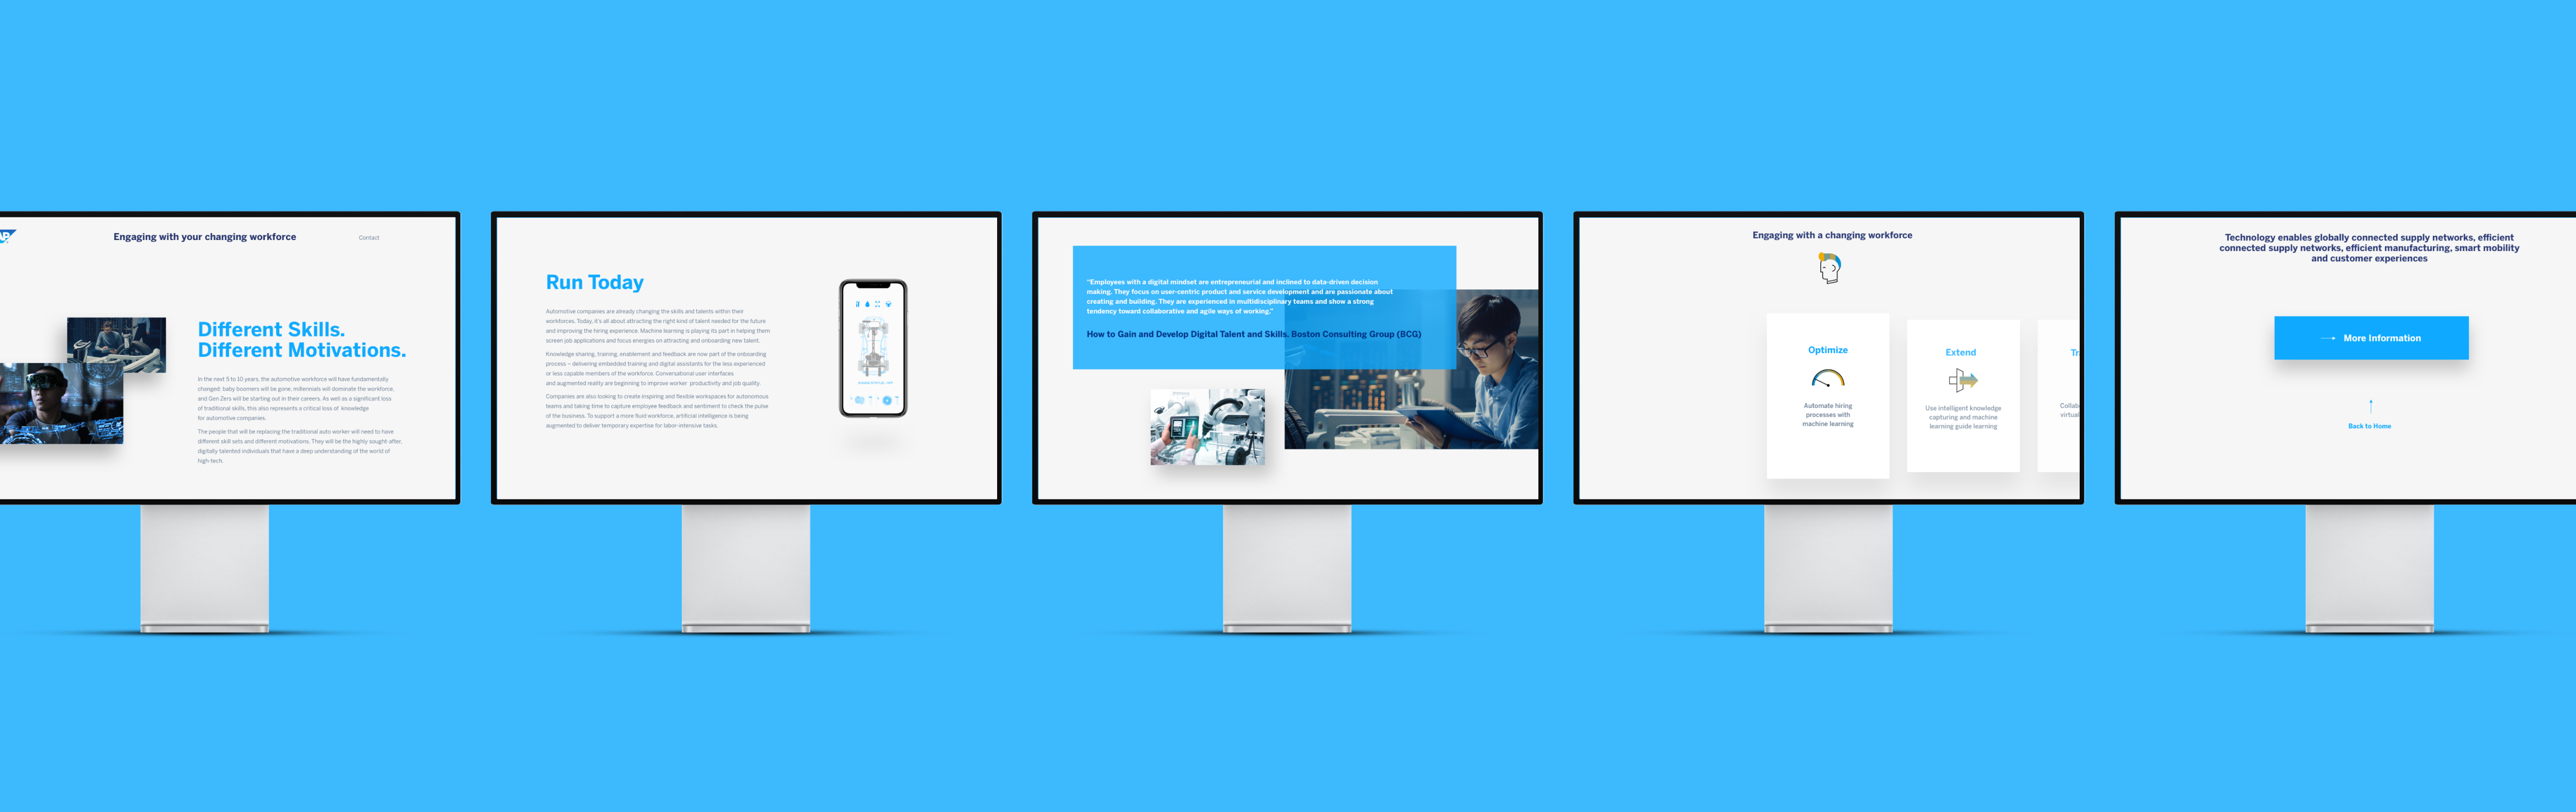 Engaging with your changing workforce
Contact
Different Skills.
Different Motivations.
In the next 5 to 10 years, the automotive workforce will have fundamentally
changed: baby boomers will be gone, millennials will dominate the workforce,
and Gen Zers will be starting out in their careers. As well as a significant loss
of traditional skills, this also represents a critical loss of knowledge
for automotive companies.
The people that will be replacing the traditional auto worker will need to have
different skill sets and different motivations. They will be the highly sought-after,
digitally talented individuals that have a deep understanding of the world of
high-tech.
Run Today
Automotive companies are already changing the skills and talents within their
workforces. Today, it's all about attracting the right kind of talent needed for the future
and improving the hiring experience. Machine learning is playing its part in helping them
screen job applications and focus energies on attracting and onboarding new talent.
Knowledge sharing, training, enablement and feedback are now part of the onboarding
process – delivering embedded training and digital assistants for the less experienced
or less capable members of the workforce. Conversational user interfaces
and augmented reality are beginning to improve worker productivity and job quality.
Companies are also looking to create inspiring and flexible workspaces for autonomous
teams and taking time to capture employee feedback and sentiment to check the pulse
of the business. To support a more fluid workforce, artificial intelligence is being
augmented to deliver temporary expertise for labor-intensive tasks.
"Employees with a digital mindset are entrepreneurial and inclined to data-driven decision
making. They focus on user-centric product and service development and are passionate about
creating and building. They are experienced in multidisciplinary teams and show a strong
tendency toward collaborative and agile ways of working."
How to Gain and Develop Digital Talent and Skills. Boston Consulting Group (BCG)
Engaging with a changing workforce
Optimize
Automate hiring
processes with
machine learning
Extend
Use intelligent knowledge
capturing and machine
learning guide learning
Technology enables globally connected supply networks, efficient
connected supply networks, efficient manufacturing, smart mobility
and customer experiences
More Information
Back to Home